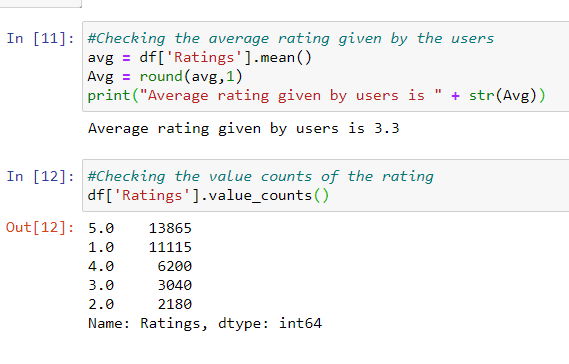 In [11]: #Checking the average rating given by the users
avg = df['Ratings'].mean()
Avg = round(avg,1)
print("Average rating given by users is " + str(Avg))
Average rating given by users is 3.3
In [12]: #Checking the value counts of the rating
df['Ratings'].value_counts()
Out[12]: 5.0    13865
1.0    11115
4.0     6200
3.0     3040
2.0     2180
Name: Ratings, dtype: int64